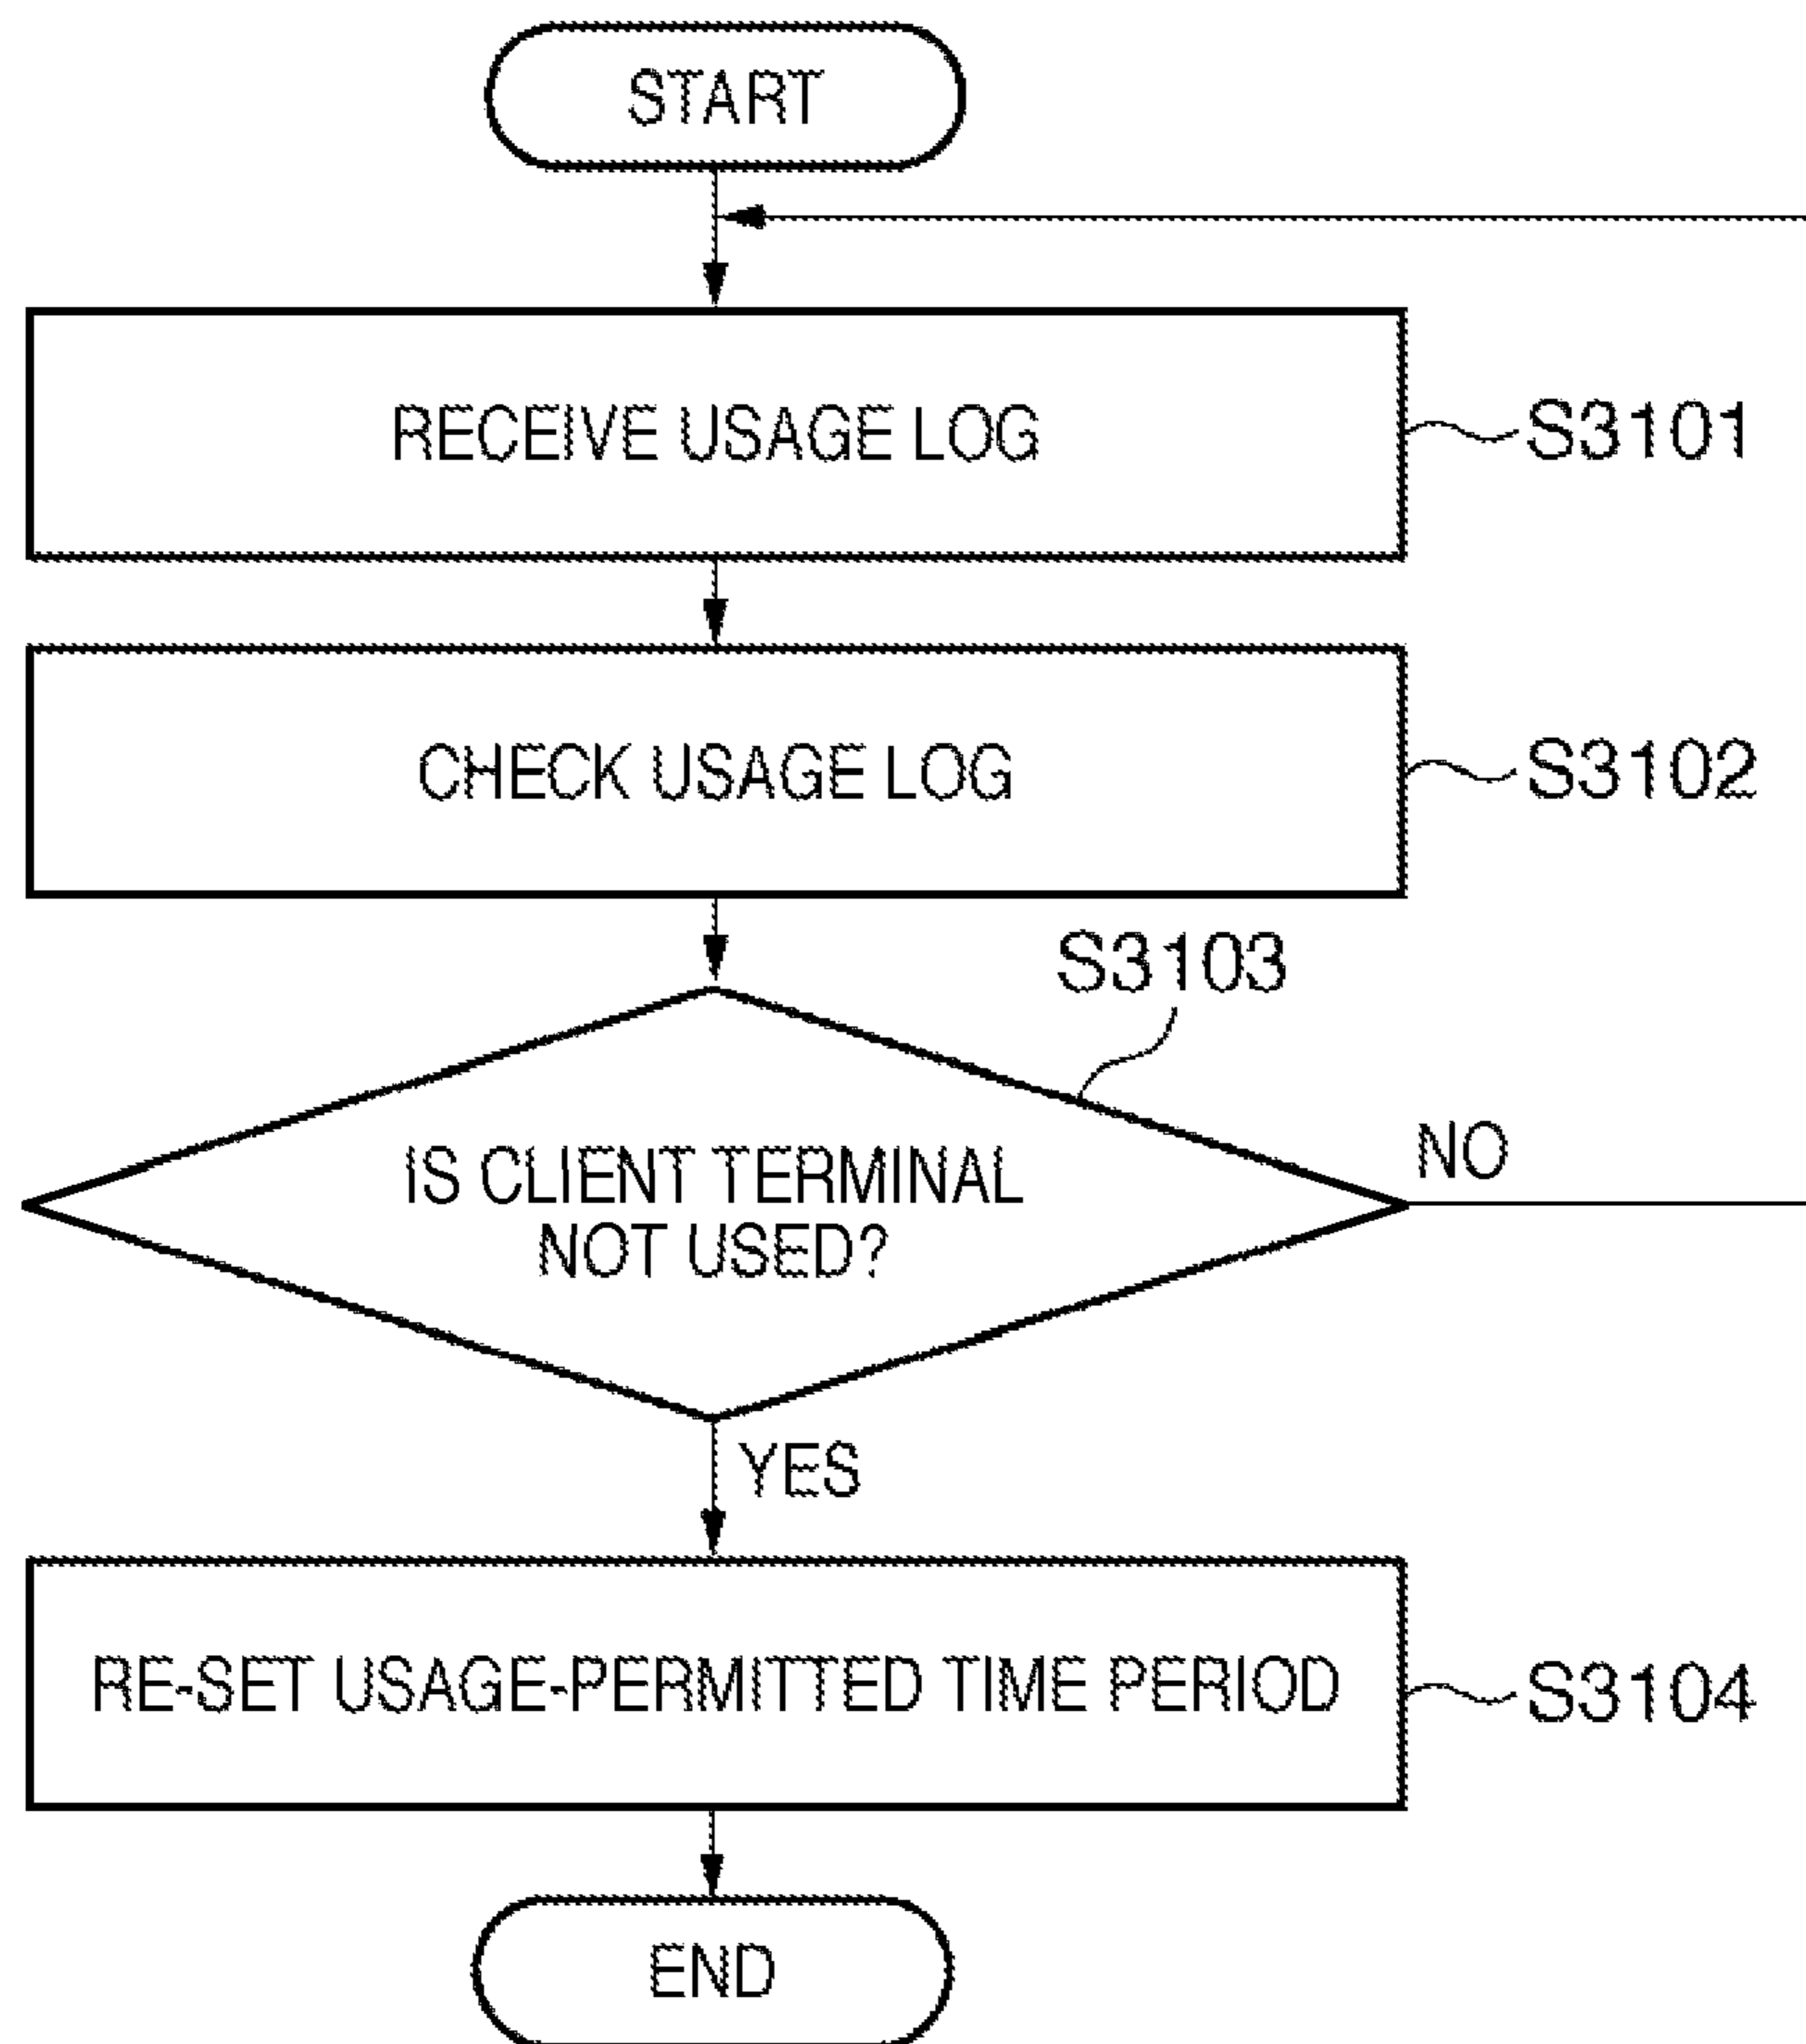 START
RECEIVE USAGE LOG
S3101
CHECK USAGE LOG
S3102
S3103
IS CLIENT TERMINAL
NOT USED?
NO
YES
RE-SET USAGE-PERMITTED TIME PERIOD
S3104
END